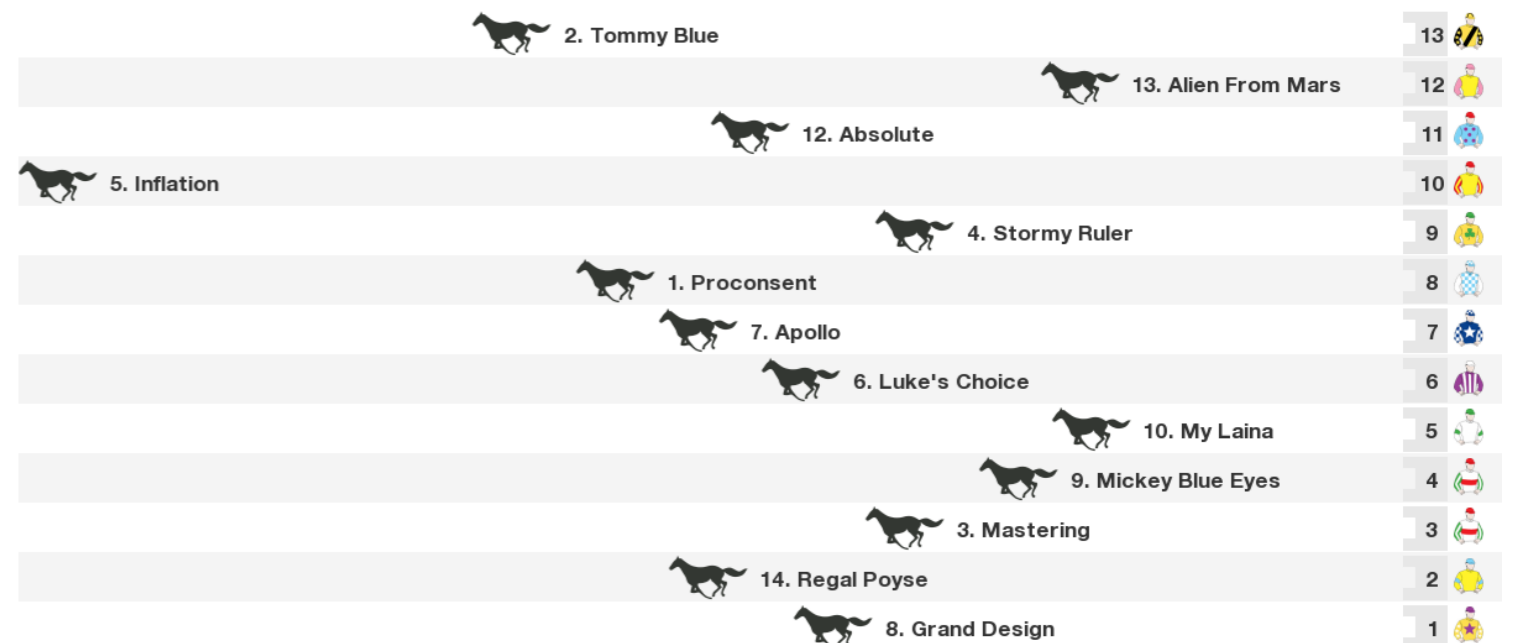 2. Tommy Blue 13
13. Alien From Mars 12
12. Absolute 11
5. Inflation 10
4. Stormy Ruler 9
1. Proconsent 8
7. Apollo 7
6. Luke's Choice 6
10. My Laina 5
9. Mickey Blue Eyes 4
3. Mastering 3
14. Regal Poyse 2
8. Grand Design 1